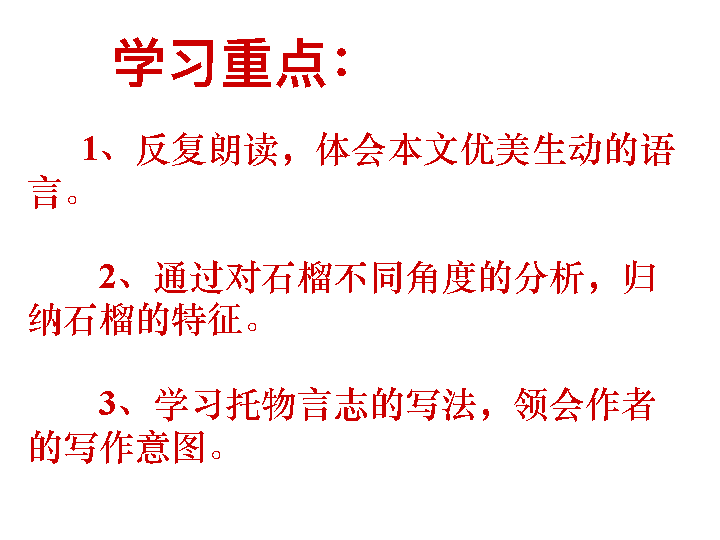 学习重点：
1、反复朗读，体会本文优美生动的语
言。
2、通过对石榴不同角度的分析，归
纳石榴的特征。
3、学习托物言志的写法，领会作者
的写作意图。